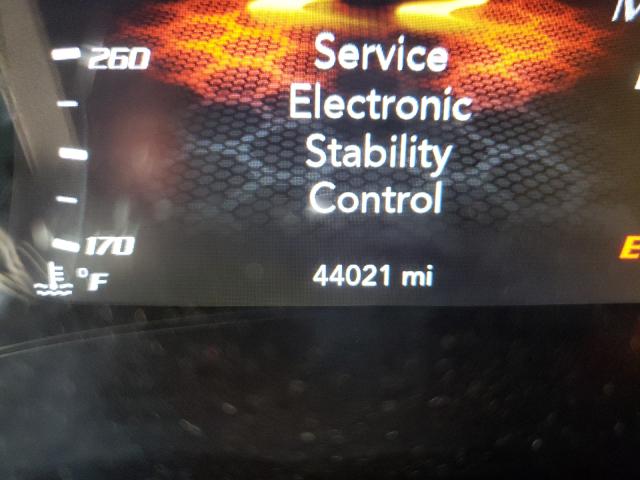 260
Service
Electronic
Stability
Control
170
°F
44021 mi
E